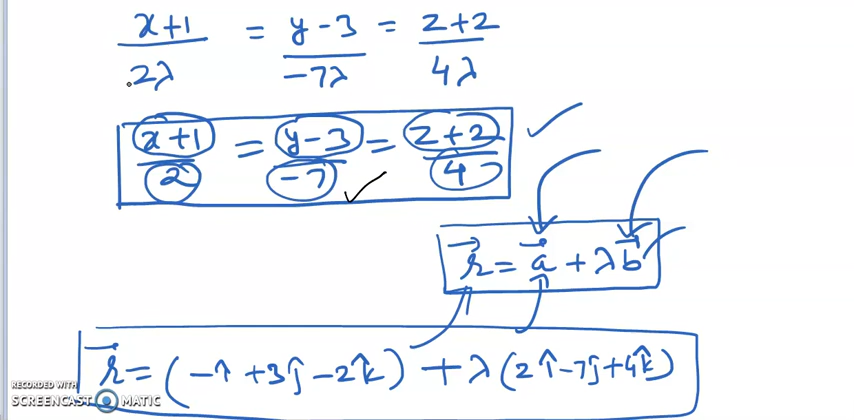 x+1/2λ = y-3/-7λ = z+2/4λ
x+1/2 = y-3/-7 = z+2/4
r⃗ = a⃗ + λb⃗
r⃗ = (-î + 3ĵ - 2k̂) + λ(2î - 7ĵ + 4k̂)
RECORDED WITH
SCREENCAST MATIC